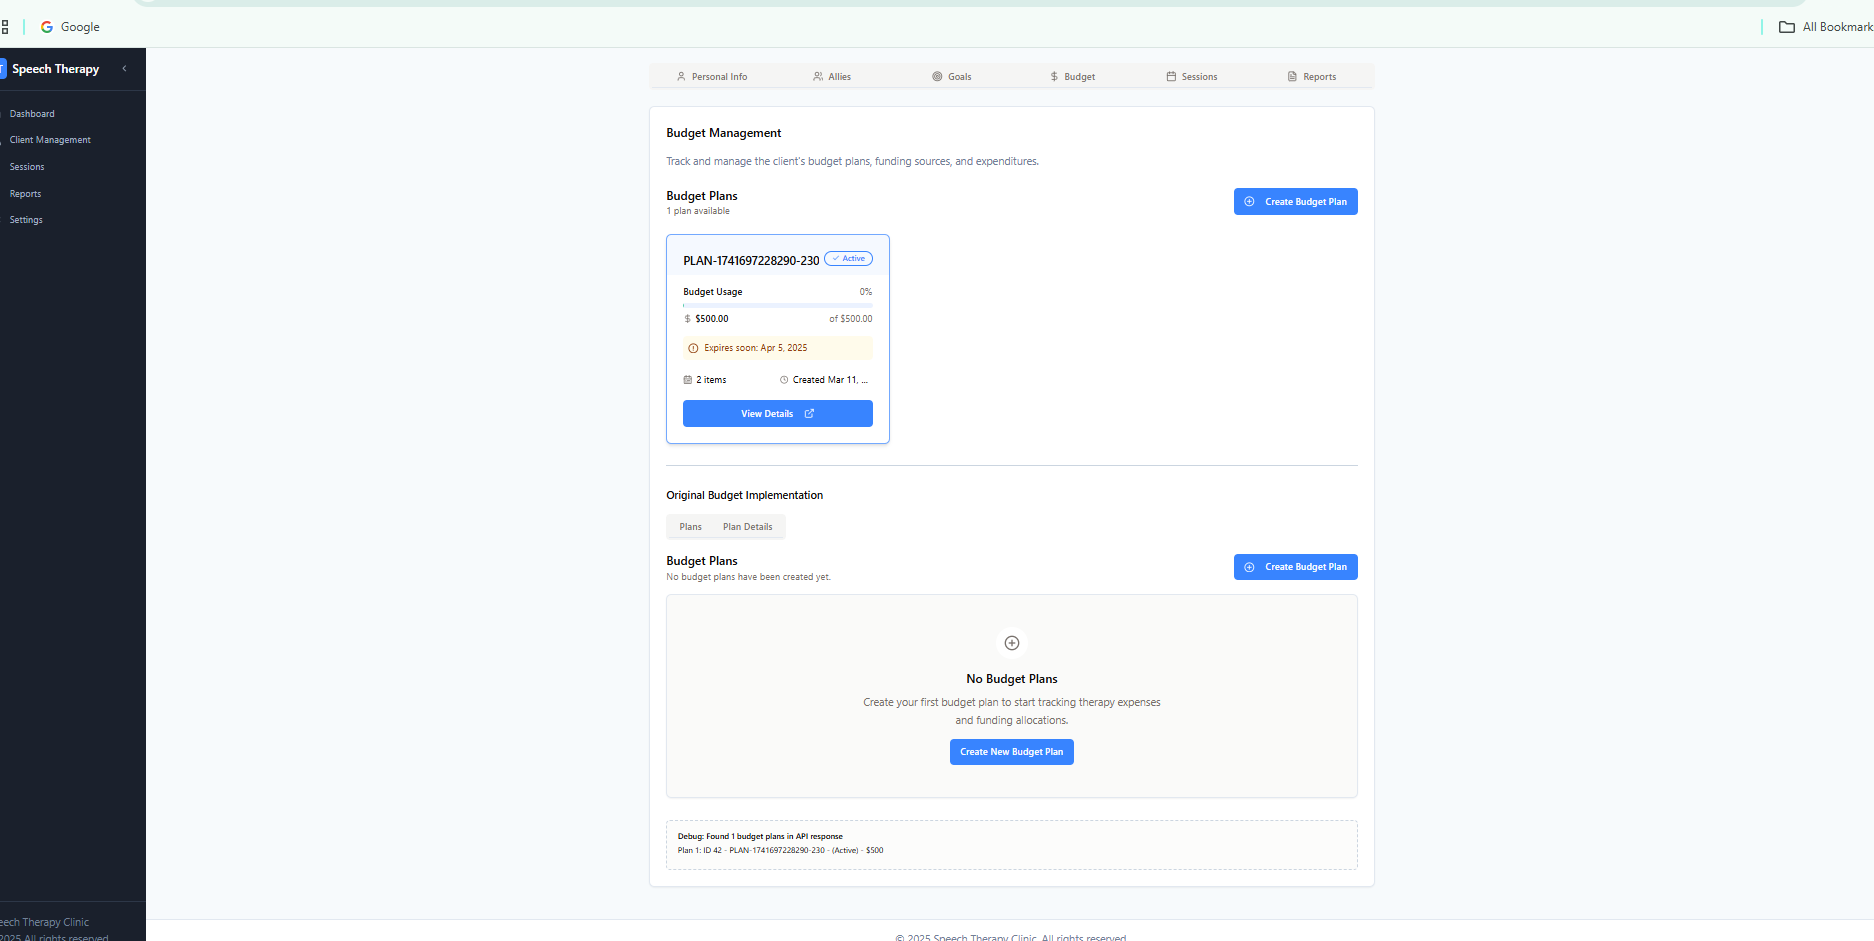 Google
All Bookmark
Speech Therapy
Dashboard
Client Management
Sessions
Reports
Settings
Personal Info
Allies
Goals
Budget
Sessions
Reports
Budget Management
Track and manage the client's budget plans, funding sources, and expenditures.
Budget Plans
1 plan available
Create Budget Plan
PLAN-1741697228290-230
Active
Budget Usage
0%
$500.00
of $500.00
Expires soon: Apr 5, 2025
2 items
Created Mar 11, ...
View Details
Original Budget Implementation
Plans
Plan Details
Budget Plans
No budget plans have been created yet.
Create Budget Plan
No Budget Plans
Create your first budget plan to start tracking therapy expenses
and funding allocations.
Create New Budget Plan
Debug: Found 1 budget plans in API response
Plan 1: ID 42 - PLAN-1741697228290-230 - (Active) - $500
eech Therapy Clinic
2025 All rights reserved
© 2025 Speech Therapy Clinic. All rights reserved.